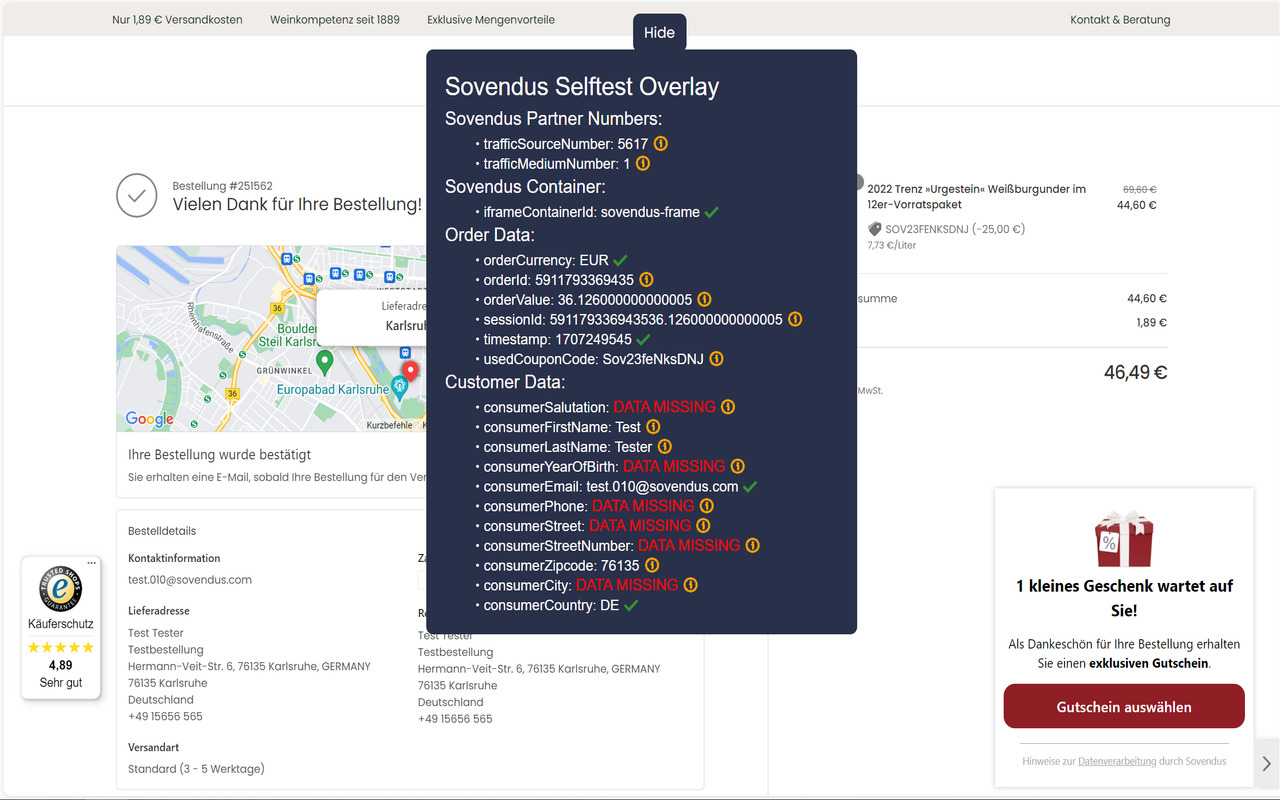 Nur 1,89 € Versandkosten
Weinkompetenz seit 1889
Exklusive Mengenvorteile
Kontakt & Beratung
Hide
Sovendus Selftest Overlay
Sovendus Partner Numbers:
• trafficSourceNumber: 5617
• trafficMediumNumber: 1
Sovendus Container:
• iframeContainerId: sovendus-frame
Order Data:
• orderCurrency: EUR
• orderId: 5911793369435
• orderValue: 36.126000000000005
• sessionId: 591179336943536.126000000000005
• timestamp: 1707249545
• usedCouponCode: Sov23feNksDNJ
Customer Data:
• consumerSalutation: DATA MISSING
• consumerFirstName: Test
• consumerLastName: Tester
• consumerYearOfBirth: DATA MISSING
• consumerEmail: test.010@sovendus.com
• consumerPhone: DATA MISSING
• consumerStreet: DATA MISSING
• consumerStreetNumber: DATA MISSING
• consumerZipcode: 76135
• consumerCity: DATA MISSING
• consumerCountry: DE
Bestellung #251562
Vielen Dank für Ihre Bestellung!
36
Rheinhafenstraße
Boulder
Steil Karlsr
GRÜNWINKEL
Europabad Karlsruhe
36
Google
Kurzbefehle
Lieferadre
Karlsruh
Ihre Bestellung wurde bestätigt
Sie erhalten eine E-Mail, sobald Ihre Bestellung für den Ver
Bestelldetails
Kontaktinformation
test.010@sovendus.com
Lieferadresse
Test Tester
Testbestellung
Hermann-Veit-Str. 6, 76135 Karlsruhe, GERMANY
76135 Karlsruhe
Deutschland
+49 15656 565
Versandart
Standard (3 - 5 Werktage)
Za
Re
Test Tester
Testbestellung
Hermann-Veit-Str. 6, 76135 Karlsruhe, GERMANY
76135 Karlsruhe
Deutschland
+49 15656 565
2022 Trenz »Urgestein« Weißburgunder im
12er-Vorratspaket
69,60 €
44,60 €
SOV23FENKSDNJ (-25,00 €)
7,73 €/Liter
summe
44,60 €
1,89 €
46,49 €
MwSt.
TRUSTED SHOPS
e
GUARANTEE
Käuferschutz
4,89
Sehr gut
%
1 kleines Geschenk wartet auf
Sie!
Als Dankeschön für Ihre Bestellung erhalten
Sie einen exklusiven Gutschein.
Gutschein auswählen
Hinweise zur Datenverarbeitung durch Sovendus